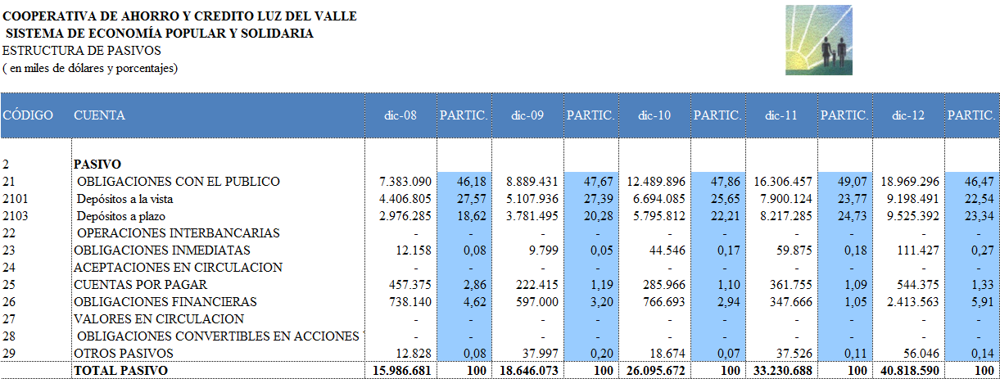 COOPERATIVA DE AHORRO Y CREDITO LUZ DEL VALLE
SISTEMA DE ECONOMÍA POPULAR Y SOLIDARIA
ESTRUCTURA DE PASIVOS
( en miles de dólares y porcentajes)
CÓDIGO CUENTA dic-08 PARTIC. dic-09 PARTIC. dic-10 PARTIC. dic-11 PARTIC. dic-12 PARTIC.
2 PASIVO
21 OBLIGACIONES CON EL PUBLICO 7.383.090 46,18 8.889.431 47,67 12.489.896 47,86 16.306.457 49,07 18.969.296 46,47
2101 Depósitos a la vista 4.406.805 27,57 5.107.936 27,39 6.694.085 25,65 7.900.124 23,77 9.198.491 22,54
2103 Depósitos a plazo 2.976.285 18,62 3.781.495 20,28 5.795.812 22,21 8.217.285 24,73 9.525.392 23,34
22 OPERACIONES INTERBANCARIAS - - - - - - - - - -
23 OBLIGACIONES INMEDIATAS 12.158 0,08 9.799 0,05 44.546 0,17 59.875 0,18 111.427 0,27
24 ACEPTACIONES EN CIRCULACION - - - - - - - - - -
25 CUENTAS POR PAGAR 457.375 2,86 222.415 1,19 285.966 1,10 361.755 1,09 544.375 1,33
26 OBLIGACIONES FINANCIERAS 738.140 4,62 597.000 3,20 766.693 2,94 347.666 1,05 2.413.563 5,91
27 VALORES EN CIRCULACION - - - - - - - - - -
28 OBLIGACIONES CONVERTIBLES EN ACCIONES - - - - - - - - - -
29 OTROS PASIVOS 12.828 0,08 37.997 0,20 18.674 0,07 37.526 0,11 56.046 0,14
TOTAL PASIVO 15.986.681 100 18.646.073 100 26.095.672 100 33.230.688 100 40.818.590 100